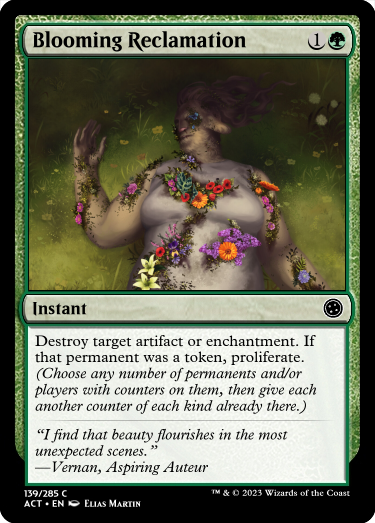 Blooming Reclamation 1
Instant
Destroy target artifact or enchantment. If
that permanent was a token, proliferate.
(Choose any number of permanents and/or
players with counters on them, then give each
another counter of each kind already there.)
“I find that beauty flourishes in the most
unexpected scenes.”
—Vernan, Aspiring Auteur
139/285 C
ACT • EN Elias Martin
™ & © 2023 Wizards of the Coast